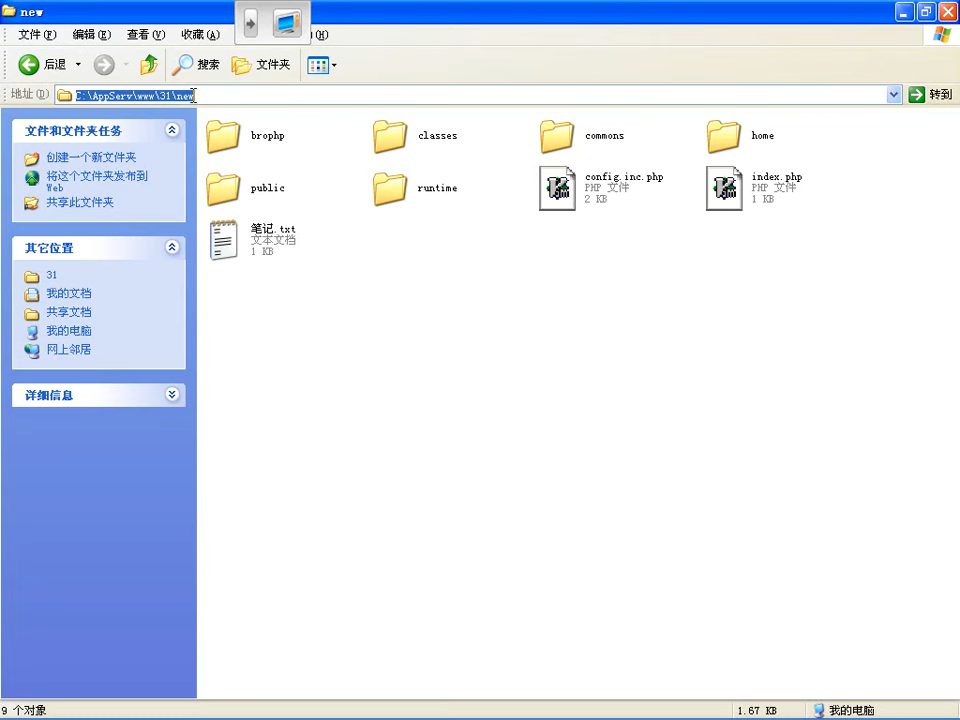 new
文件(F) 编辑(E) 查看(V) 收藏(A) (H)
后退 搜索 文件夹
地址(D) C:\AppServ\www\31\new 转到
文件和文件夹任务
创建一个新文件夹
将这个文件夹发布到
Web
共享此文件夹
其它位置
31
我的文档
共享文档
我的电脑
网上邻居
详细信息
brophp
classes
commons
home
public
runtime
config.inc.php
PHP 文件
2 KB
index.php
PHP 文件
1 KB
笔记.txt
文本文档
1 KB
9 个对象
1.67 KB
我的电脑